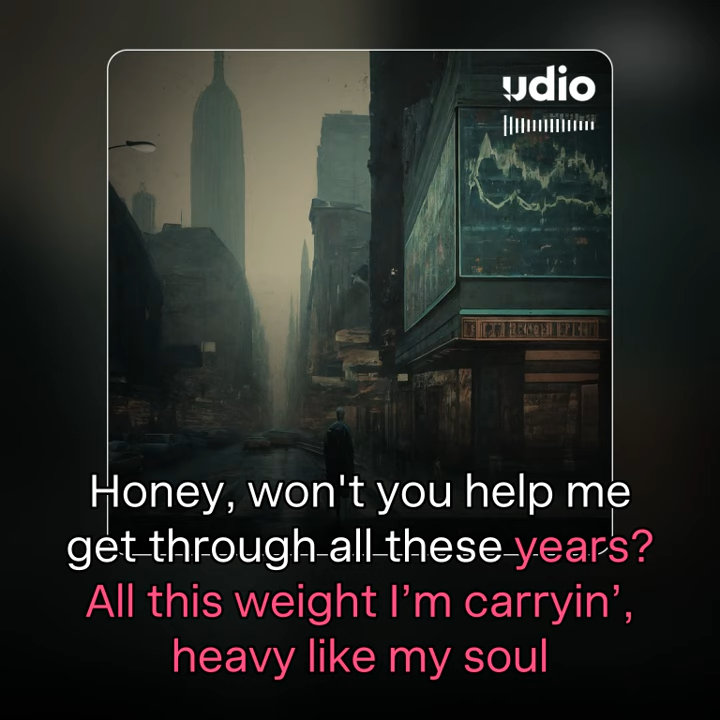 udio
Honey, won't you help me
get through all these years?
All this weight I’m carryin’,
heavy like my soul